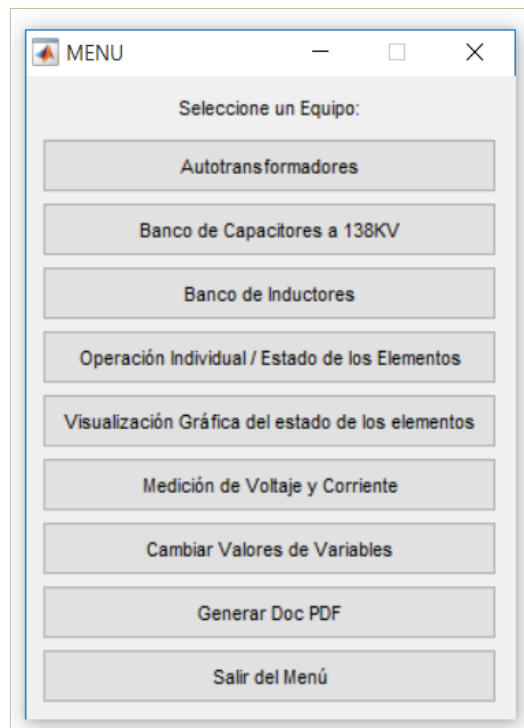 MENU
Seleccione un Equipo:
Autotransformadores
Banco de Capacitores a 138KV
Banco de Inductores
Operación Individual / Estado de los Elementos
Visualización Gráfica del estado de los elementos
Medición de Voltaje y Corriente
Cambiar Valores de Variables
Generar Doc PDF
Salir del Menú